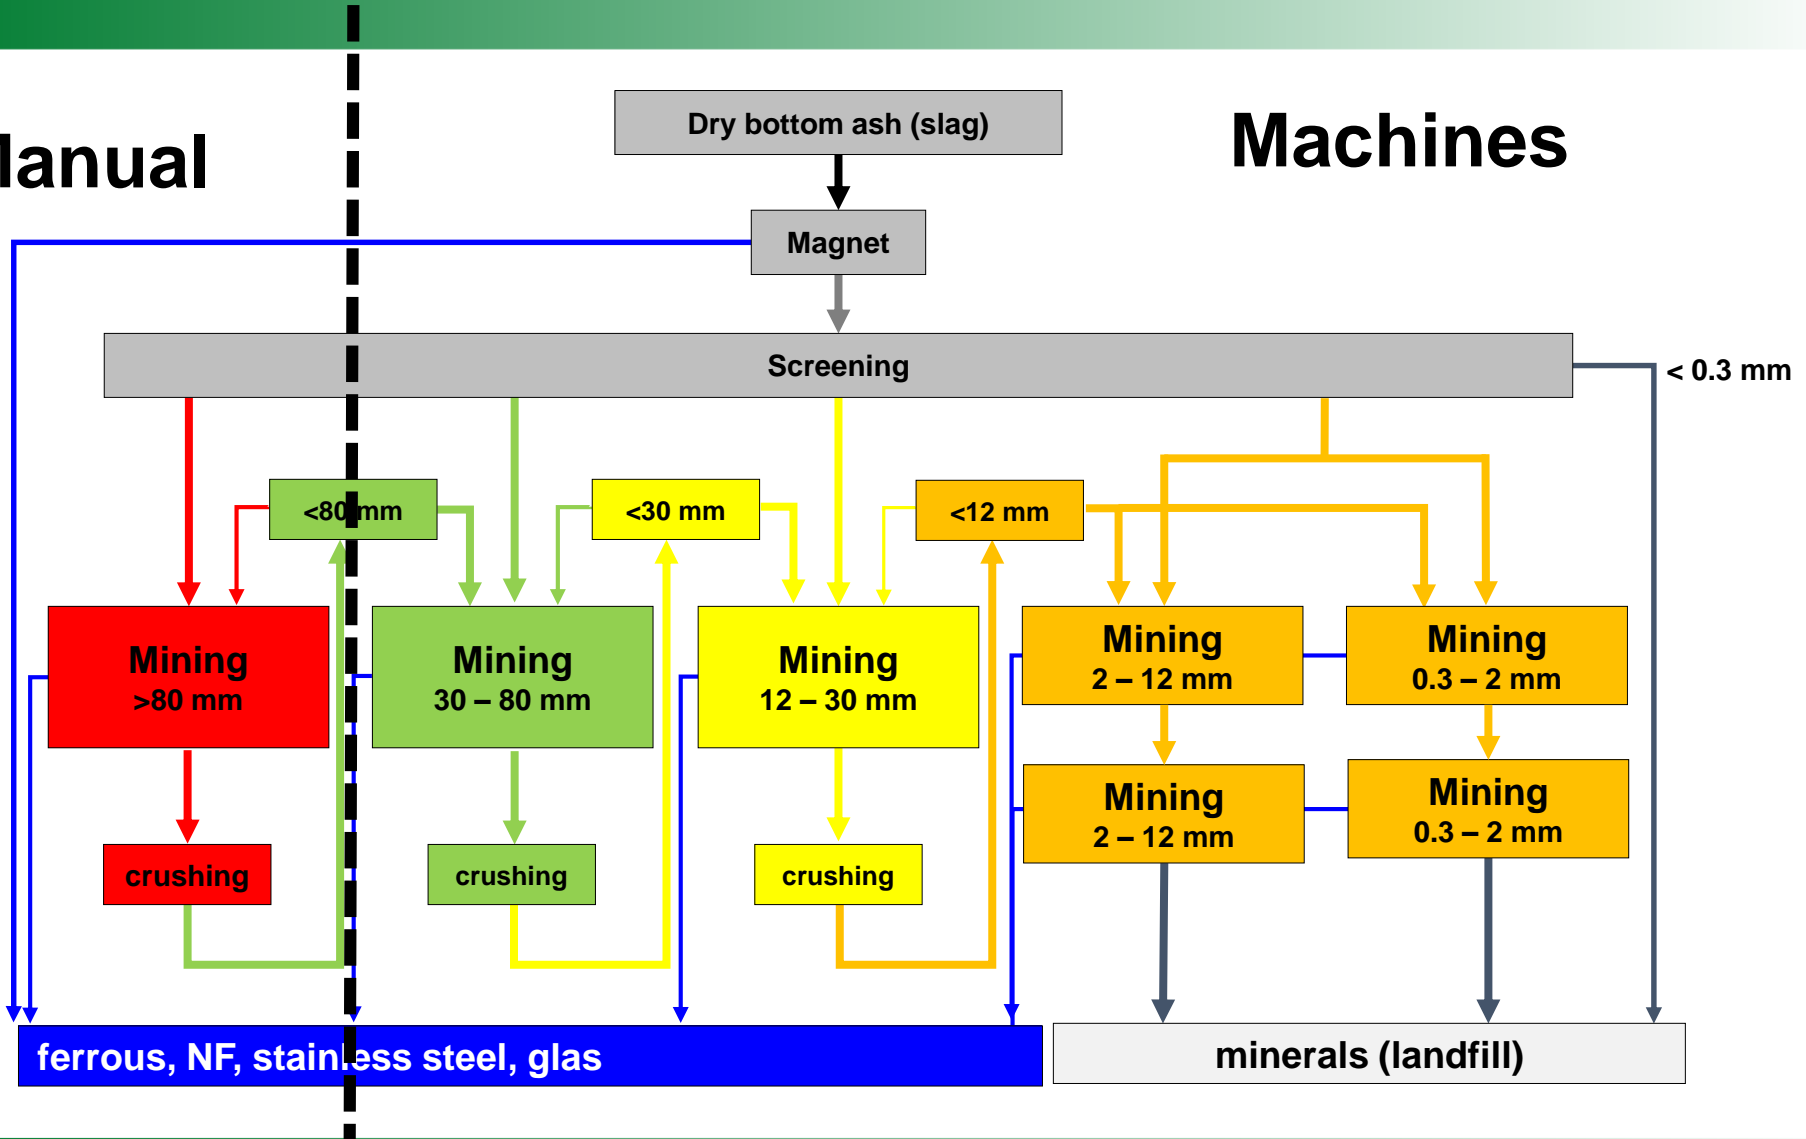 Manual
Machines
Dry bottom ash (slag)
Magnet
Screening
< 0.3 mm
<80 mm
<30 mm
<12 mm
Mining
>80 mm
Mining
30 – 80 mm
Mining
12 – 30 mm
Mining
2 – 12 mm
Mining
0.3 – 2 mm
Mining
2 – 12 mm
Mining
0.3 – 2 mm
crushing
crushing
crushing
ferrous, NF, stainless steel, glas
minerals (landfill)